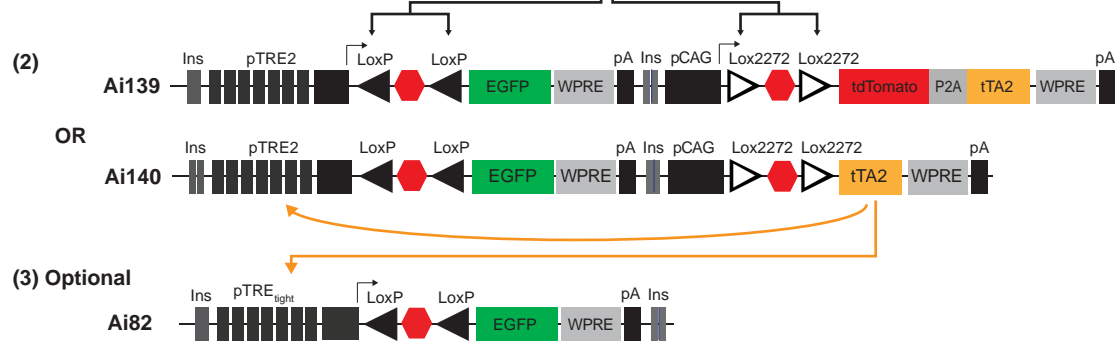 (2)
Ins pTRE2 LoxP LoxP pA Ins pCAG Lox2272 Lox2272 pA
Ai139 EGFP WPRE tdTomato P2A tTA2 WPRE
OR
Ins pTRE2 LoxP LoxP pA Ins pCAG Lox2272 Lox2272 pA
Ai140 EGFP WPRE tTA2 WPRE
(3) Optional
Ins pTREtight LoxP LoxP pA Ins
Ai82 EGFP WPRE